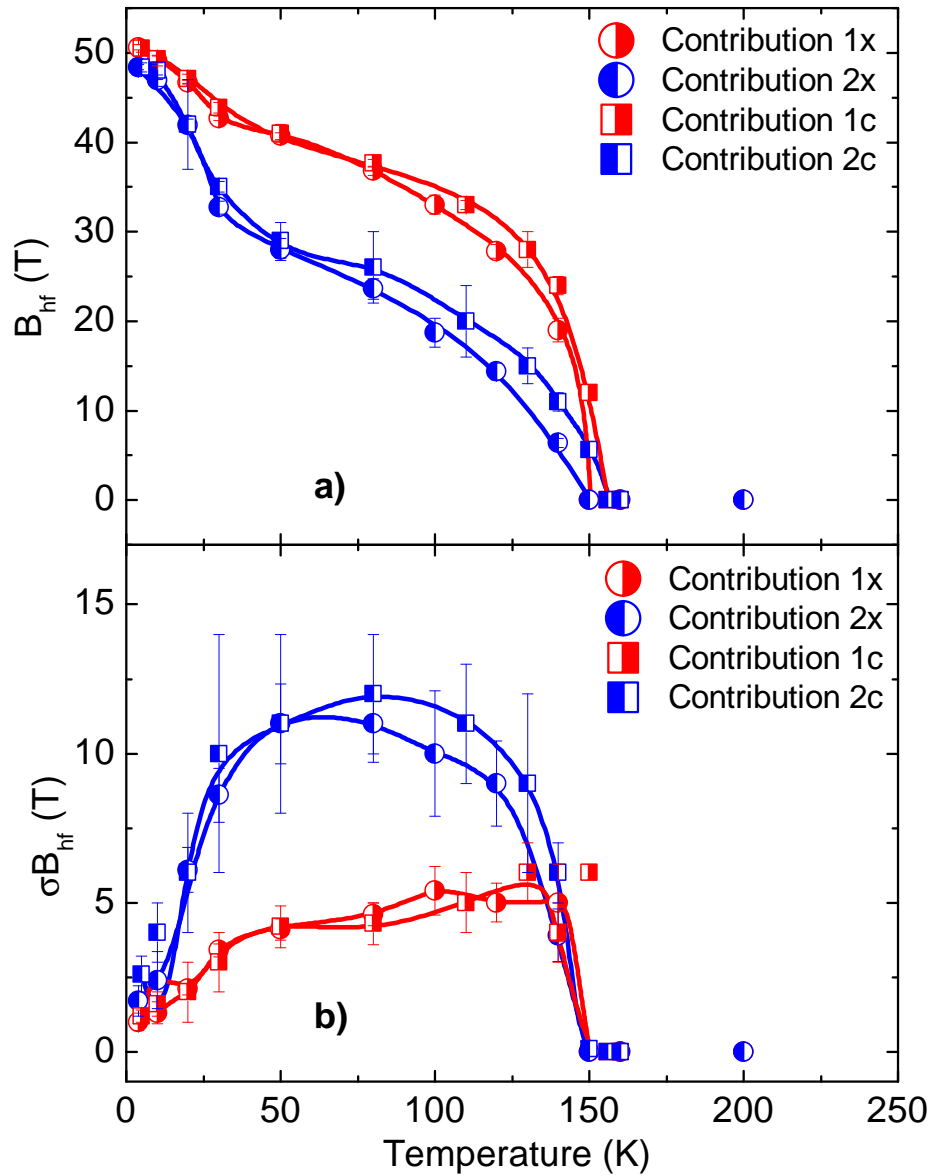 50
40
30
20
10
0
B_hf (T)
Contribution 1x
Contribution 2x
Contribution 1c
Contribution 2c
a)
15
10
5
0
σB_hf (T)
Contribution 1x
Contribution 2x
Contribution 1c
Contribution 2c
b)
0 50 100 150 200 250
Temperature (K)